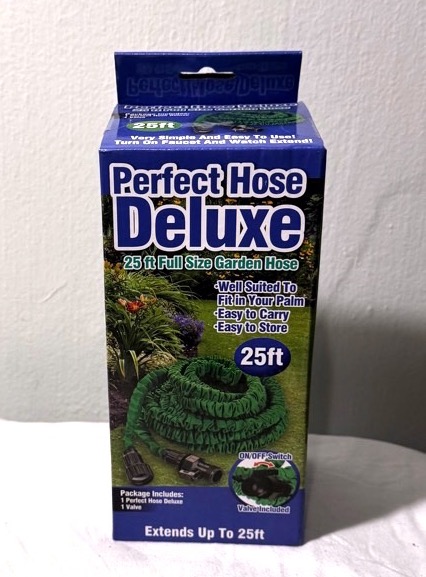 Perfect Hose Deluxe
25ft
Very Simple And Easy To Use!
Turn On Faucet And Watch Extend!
Perfect Hose
Deluxe
25 ft Full Size Garden Hose
•Well Suited To
Fit in Your Palm
•Easy to Carry
•Easy to Store
25ft
ON/OFF Switch
Valve Included
Package Includes:
1 Perfect Hose Deluxe
1 Valve
Extends Up To 25ft